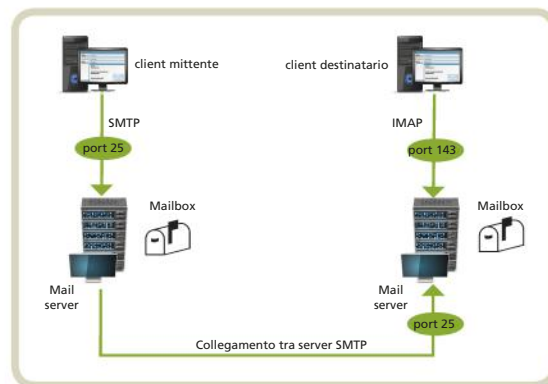 client mittente
client destinatario
SMTP
IMAP
port 25
port 143
Mailbox
Mailbox
Mail
server
Mail
server
port 25
Collegamento tra server SMTP